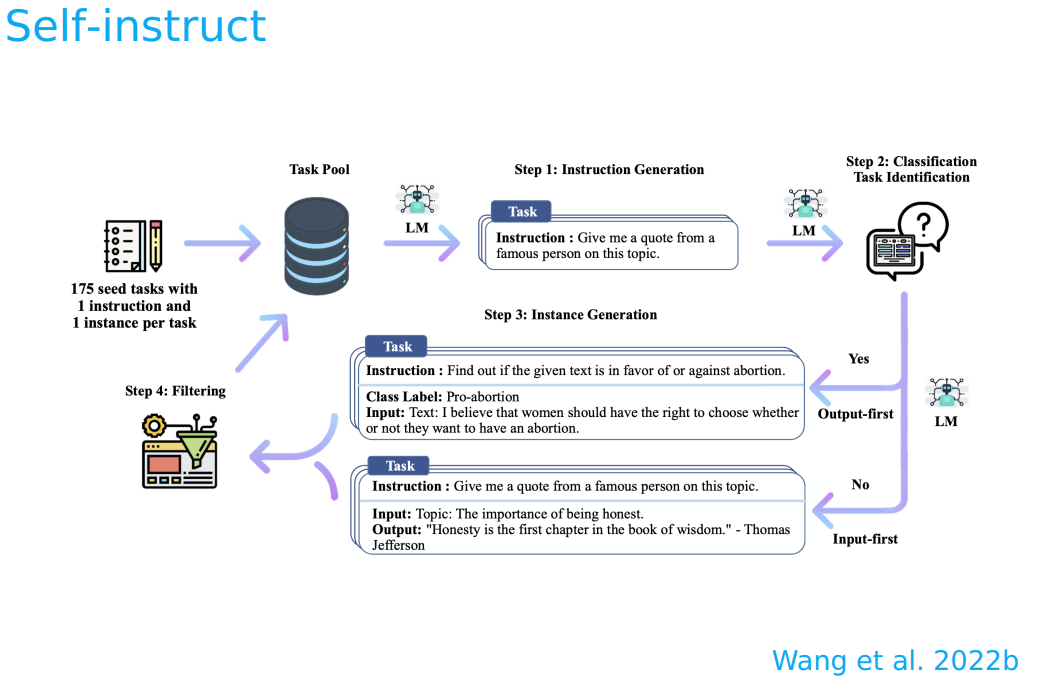 Self-instruct
Task Pool
Step 1: Instruction Generation
Step 2: Classification
Task Identification
LM
Task
Instruction : Give me a quote from a
famous person on this topic.
LM
?
175 seed tasks with
1 instruction and
1 instance per task
Step 3: Instance Generation
Task
Instruction : Find out if the given text is in favor of or against abortion.
Class Label: Pro-abortion
Input: Text: I believe that women should have the right to choose whether
or not they want to have an abortion.
Yes
Output-first
LM
Step 4: Filtering
Task
Instruction : Give me a quote from a famous person on this topic.
Input: Topic: The importance of being honest.
Output: "Honesty is the first chapter in the book of wisdom." - Thomas
Jefferson
No
Input-first
Wang et al. 2022b